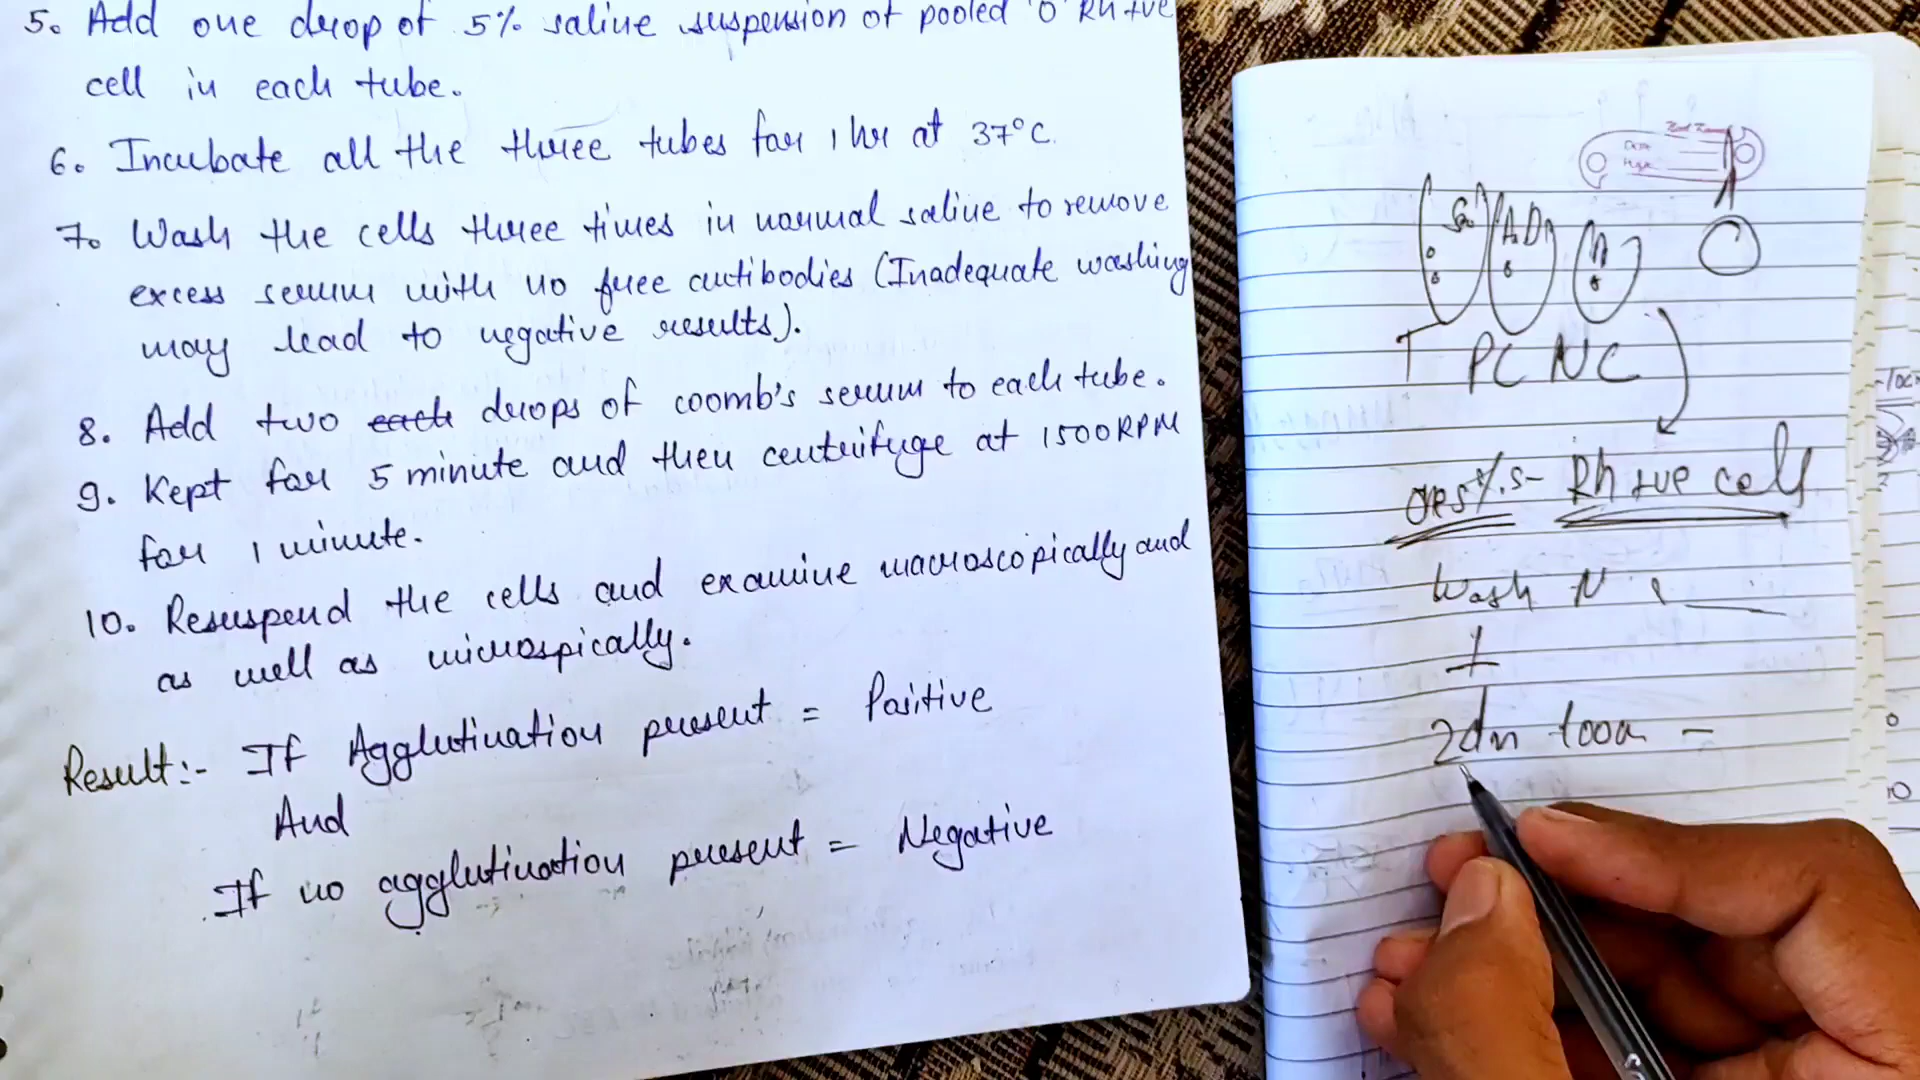 5. Add one drop of 5% saline suspension of pooled 'O' Rh +ve
cell in each tube.
6. Incubate all the three tubes for 1 hr at 37°C.
7. Wash the cells three times in normal saline to remove
excess serum with no free antibodies (Inadequate washing
may lead to negative results).
8. Add two each drops of coomb's serum to each tube.
9. Kept for 5 minute and then centrifuge at 1500RPM
for 1 minute.
10. Resuspend the cells and examine macroscopically and
as well as microspically.
Result:- If Agglutination present = Positive
And
If no agglutination present = Negative
AD
T PC NC
Rh +ve cell
Wash N